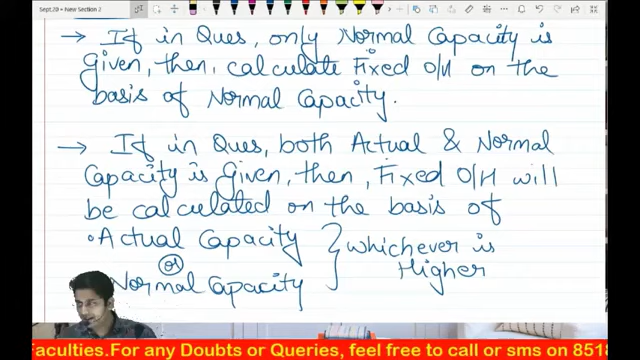 Sept.20 » New Section 2
→ If in Ques, only Normal Capacity is
Given, then, calculate Fixed O/H on the
basis of Normal Capacity.
→ If in Ques, both Actual & Normal
Capacity is Given, then, Fixed O/H will
be calculated on the basis of
• Actual Capacity
or
Normal Capacity
whichever is
Higher
Faculties.For any Doubts or Queries, feel free to call or sms on 8518